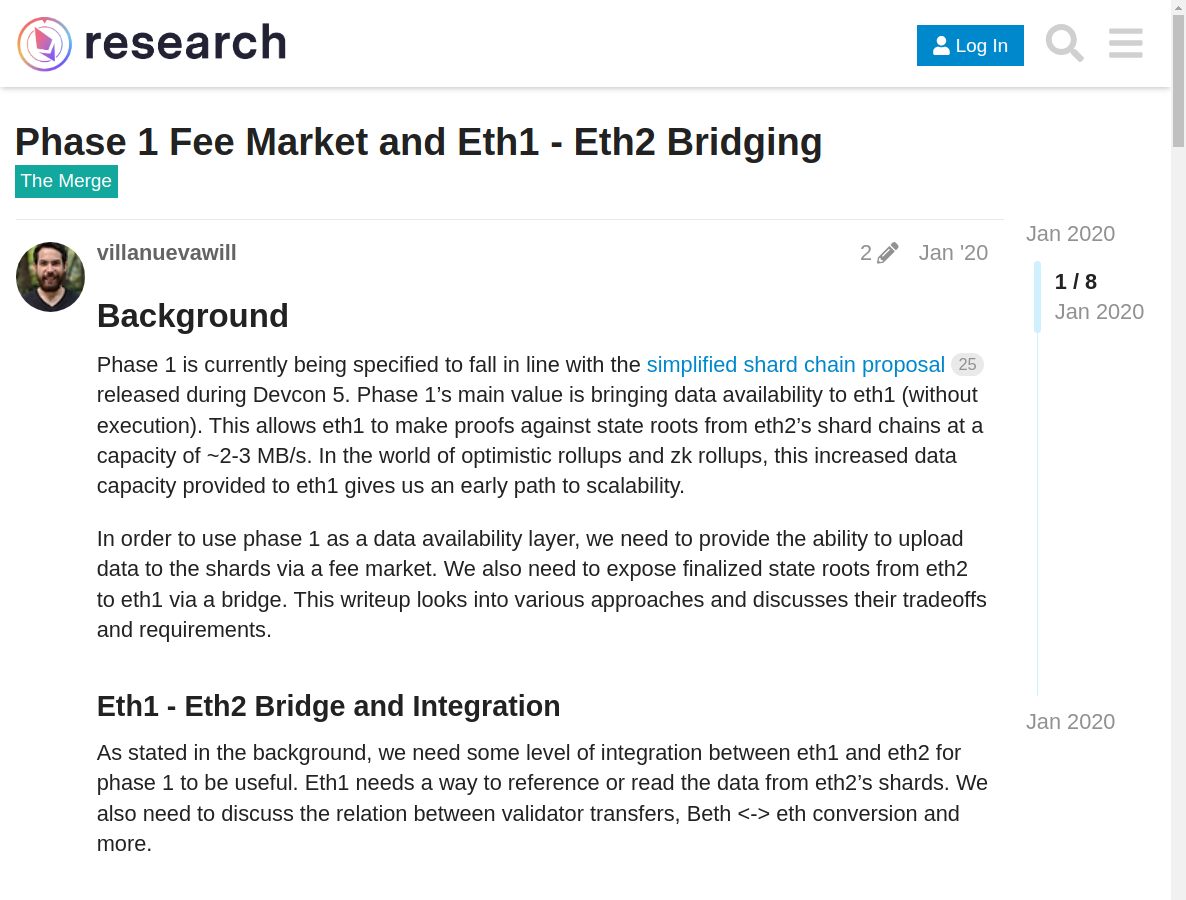 research
Log In
Phase 1 Fee Market and Eth1 - Eth2 Bridging
The Merge
villanuevawill
2
Jan '20
Background
Phase 1 is currently being specified to fall in line with the simplified shard chain proposal 25
released during Devcon 5. Phase 1’s main value is bringing data availability to eth1 (without
execution). This allows eth1 to make proofs against state roots from eth2’s shard chains at a
capacity of ~2-3 MB/s. In the world of optimistic rollups and zk rollups, this increased data
capacity provided to eth1 gives us an early path to scalability.
In order to use phase 1 as a data availability layer, we need to provide the ability to upload
data to the shards via a fee market. We also need to expose finalized state roots from eth2
to eth1 via a bridge. This writeup looks into various approaches and discusses their tradeoffs
and requirements.
Eth1 - Eth2 Bridge and Integration
As stated in the background, we need some level of integration between eth1 and eth2 for
phase 1 to be useful. Eth1 needs a way to reference or read the data from eth2’s shards. We
also need to discuss the relation between validator transfers, Beth <-> eth conversion and
more.
Jan 2020
1 / 8
Jan 2020
Jan 2020